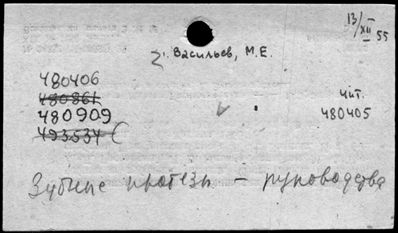 13/XII 55
2. Васильев, М.Е.
480406
480861
480909
493534
чит.
480405
Зубные протезы – руководства